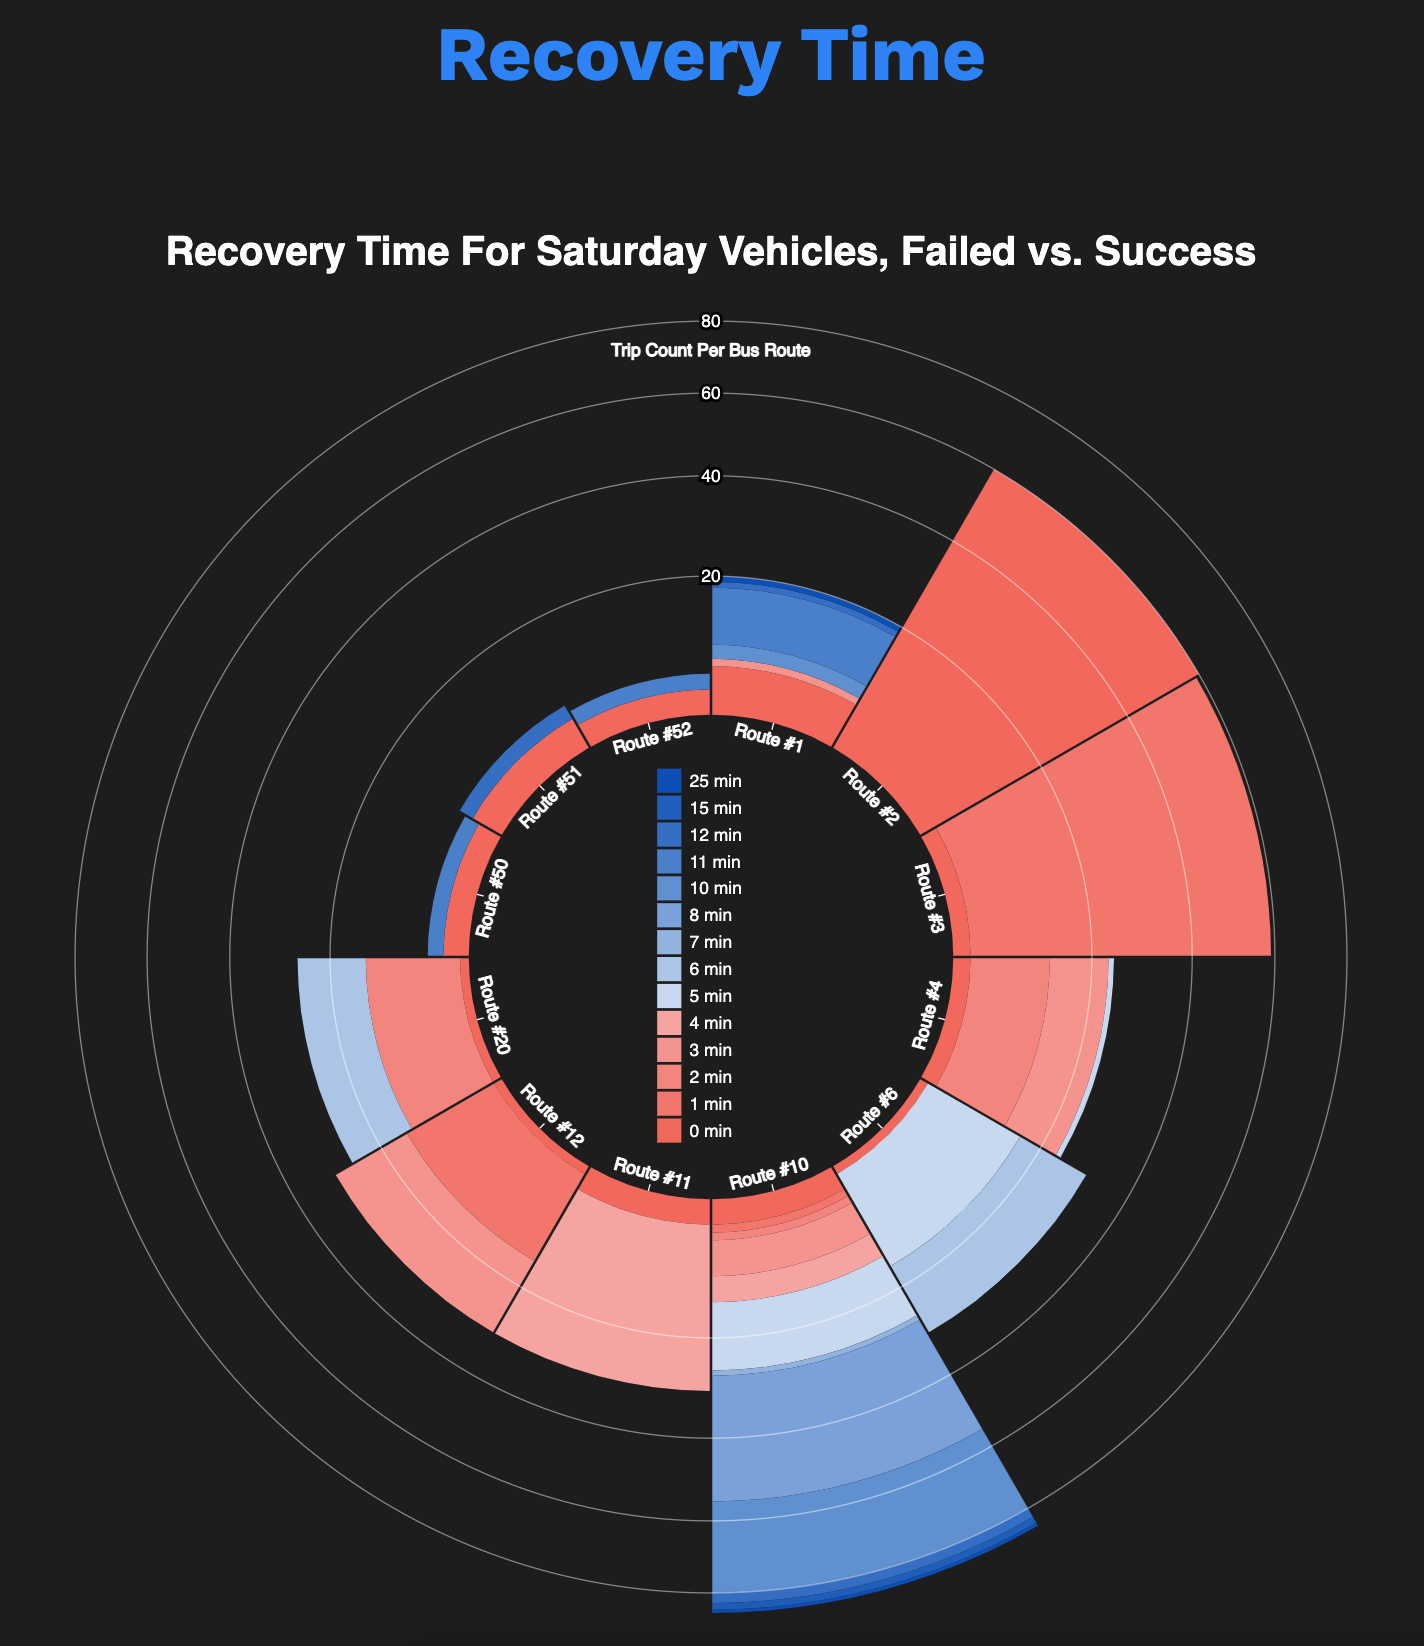 Recovery Time
Recovery Time For Saturday Vehicles, Failed vs. Success
80
Trip Count Per Bus Route
60
40
20
Route #1
Route #2
Route #3
Route #4
Route #6
Route #10
Route #11
Route #12
Route #20
Route #50
Route #51
Route #52
25 min
15 min
12 min
11 min
10 min
8 min
7 min
6 min
5 min
4 min
3 min
2 min
1 min
0 min